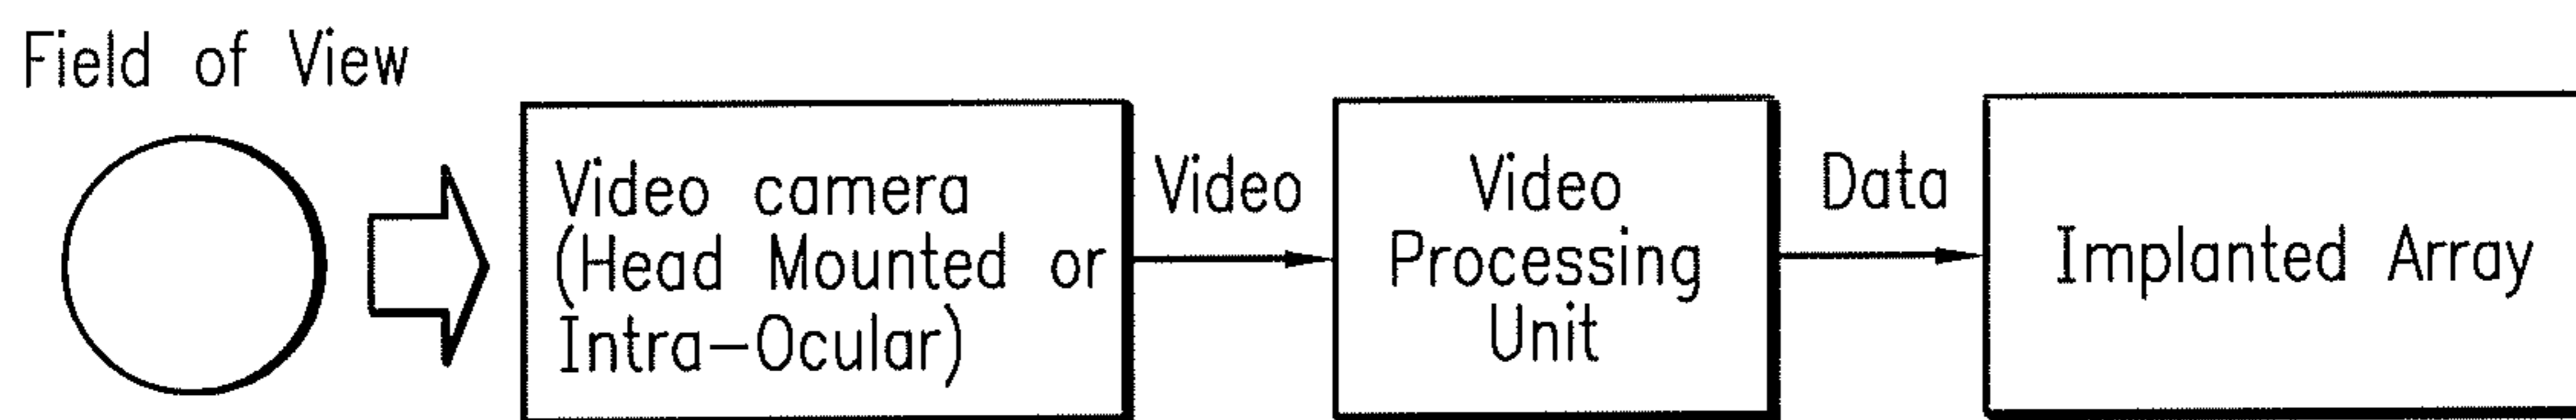 Field of View
Video camera
(Head Mounted or
Intra-Ocular)
Video
Video
Processing
Unit
Data
Implanted Array